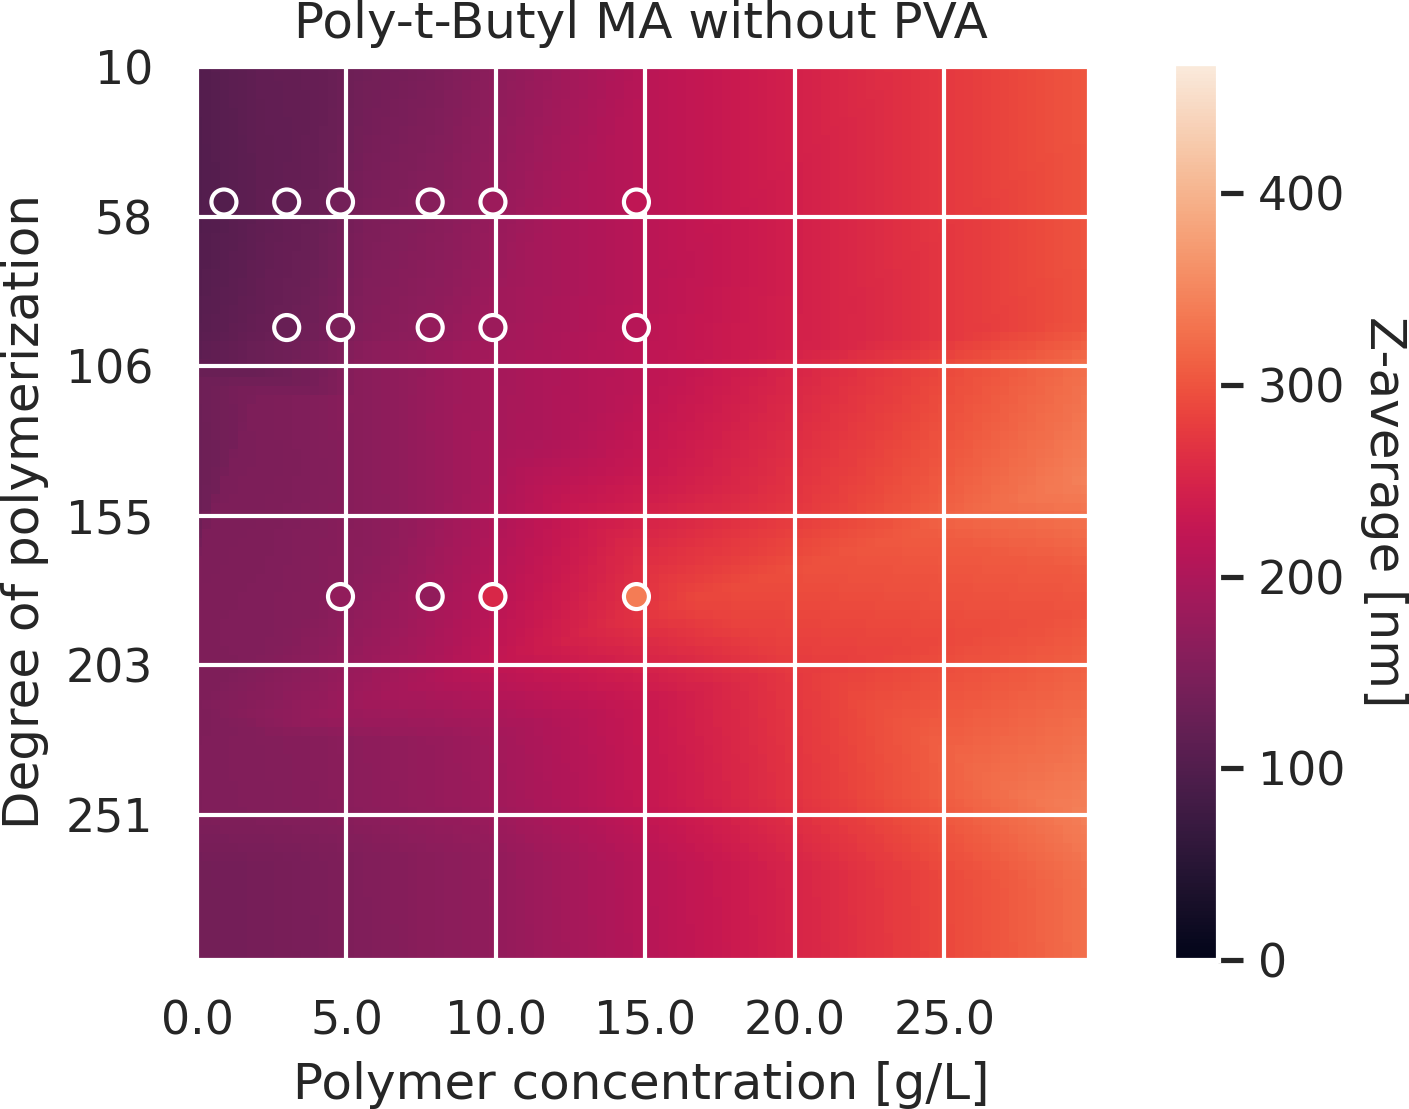 Poly-t-Butyl MA without PVA
10
58
106
155
203
251
Degree of polymerization
0.0 5.0 10.0 15.0 20.0 25.0
Polymer concentration [g/L]
400
300
200
100
0
Z-average [nm]